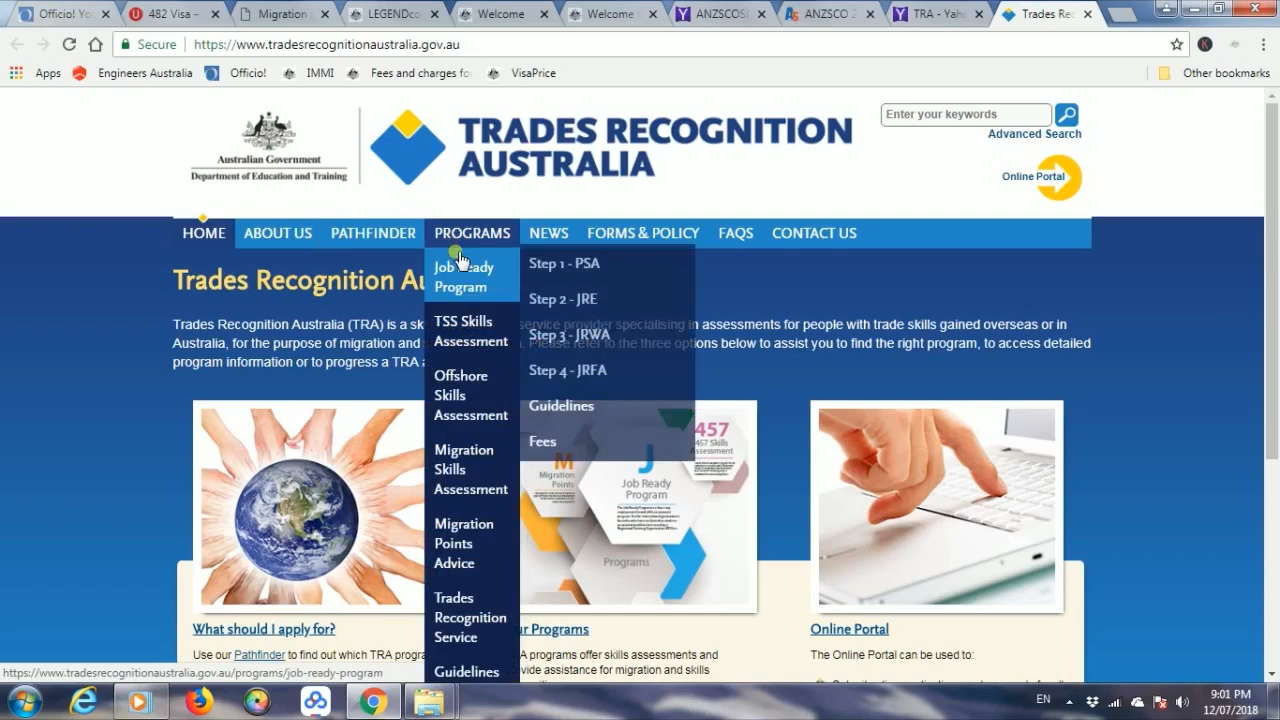 Officio! Yo
482 Visa –
Migration
LEGENDco
Welcome
Welcome
ANZSCOS
ANZSCO 2
TRA - Yaho
Trades Rec
Secure
https://www.tradesrecognitionaustralia.gov.au
Apps
Engineers Australia
Officio!
IMMI
Fees and charges fo
VisaPrice
Other bookmarks
Australian Government
Department of Education and Training
TRADES RECOGNITION
AUSTRALIA
Enter your keywords
Advanced Search
Online Portal
HOME
ABOUT US
PATHFINDER
PROGRAMS
NEWS
FORMS & POLICY
FAQS
CONTACT US
Job Ready
Program
TSS Skills
Assessment
Offshore
Skills
Assessment
Migration
Skills
Assessment
Migration
Points
Advice
Trades
Recognition
Service
Guidelines
Step 1 - PSA
Step 2 - JRE
Step 3 - JRWA
Step 4 - JRFA
Guidelines
Fees
Trades Recognition Au
Trades Recognition Australia (TRA) is a sk service provider specialising in assessments for people with trade skills gained overseas or in
Australia, for the purpose of migration and s Please refer to the three options below to assist you to find the right program, to access detailed
program information or to progress a TRA a
457
Skills
Assessment
M
Migration
Points
J
Job Ready
Program
Programs
What should I apply for?
Use our Pathfinder to find out which TRA progra
ur Programs
A programs offer skills assessments and
vide assistance for migration and skills
Online Portal
The Online Portal can be used to:
https://www.tradesrecognitionaustralia.gov.au/programs/job-ready-program
EN
9:01 PM
12/07/2018